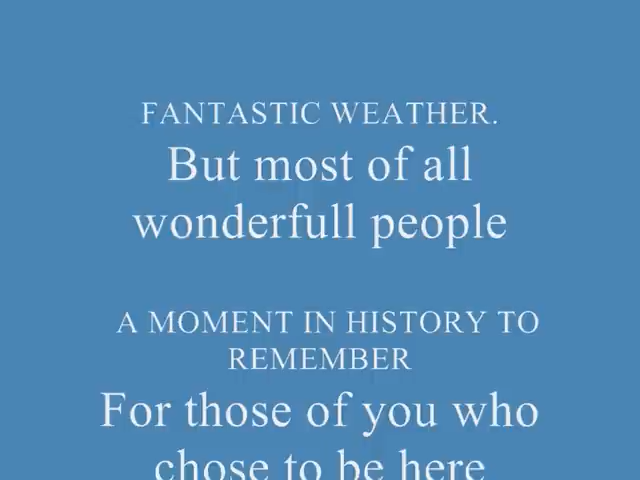 FANTASTIC WEATHER.
But most of all
wonderfull people
A MOMENT IN HISTORY TO
REMEMBER
For those of you who
chose to be here